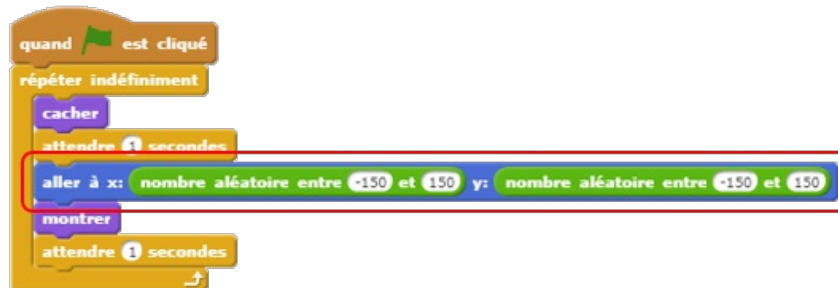 quand est cliqué
répéter indéfiniment
cacher
attendre 1 secondes
aller à x: nombre aléatoire entre -150 et 150 y: nombre aléatoire entre -150 et 150
montrer
attendre 1 secondes